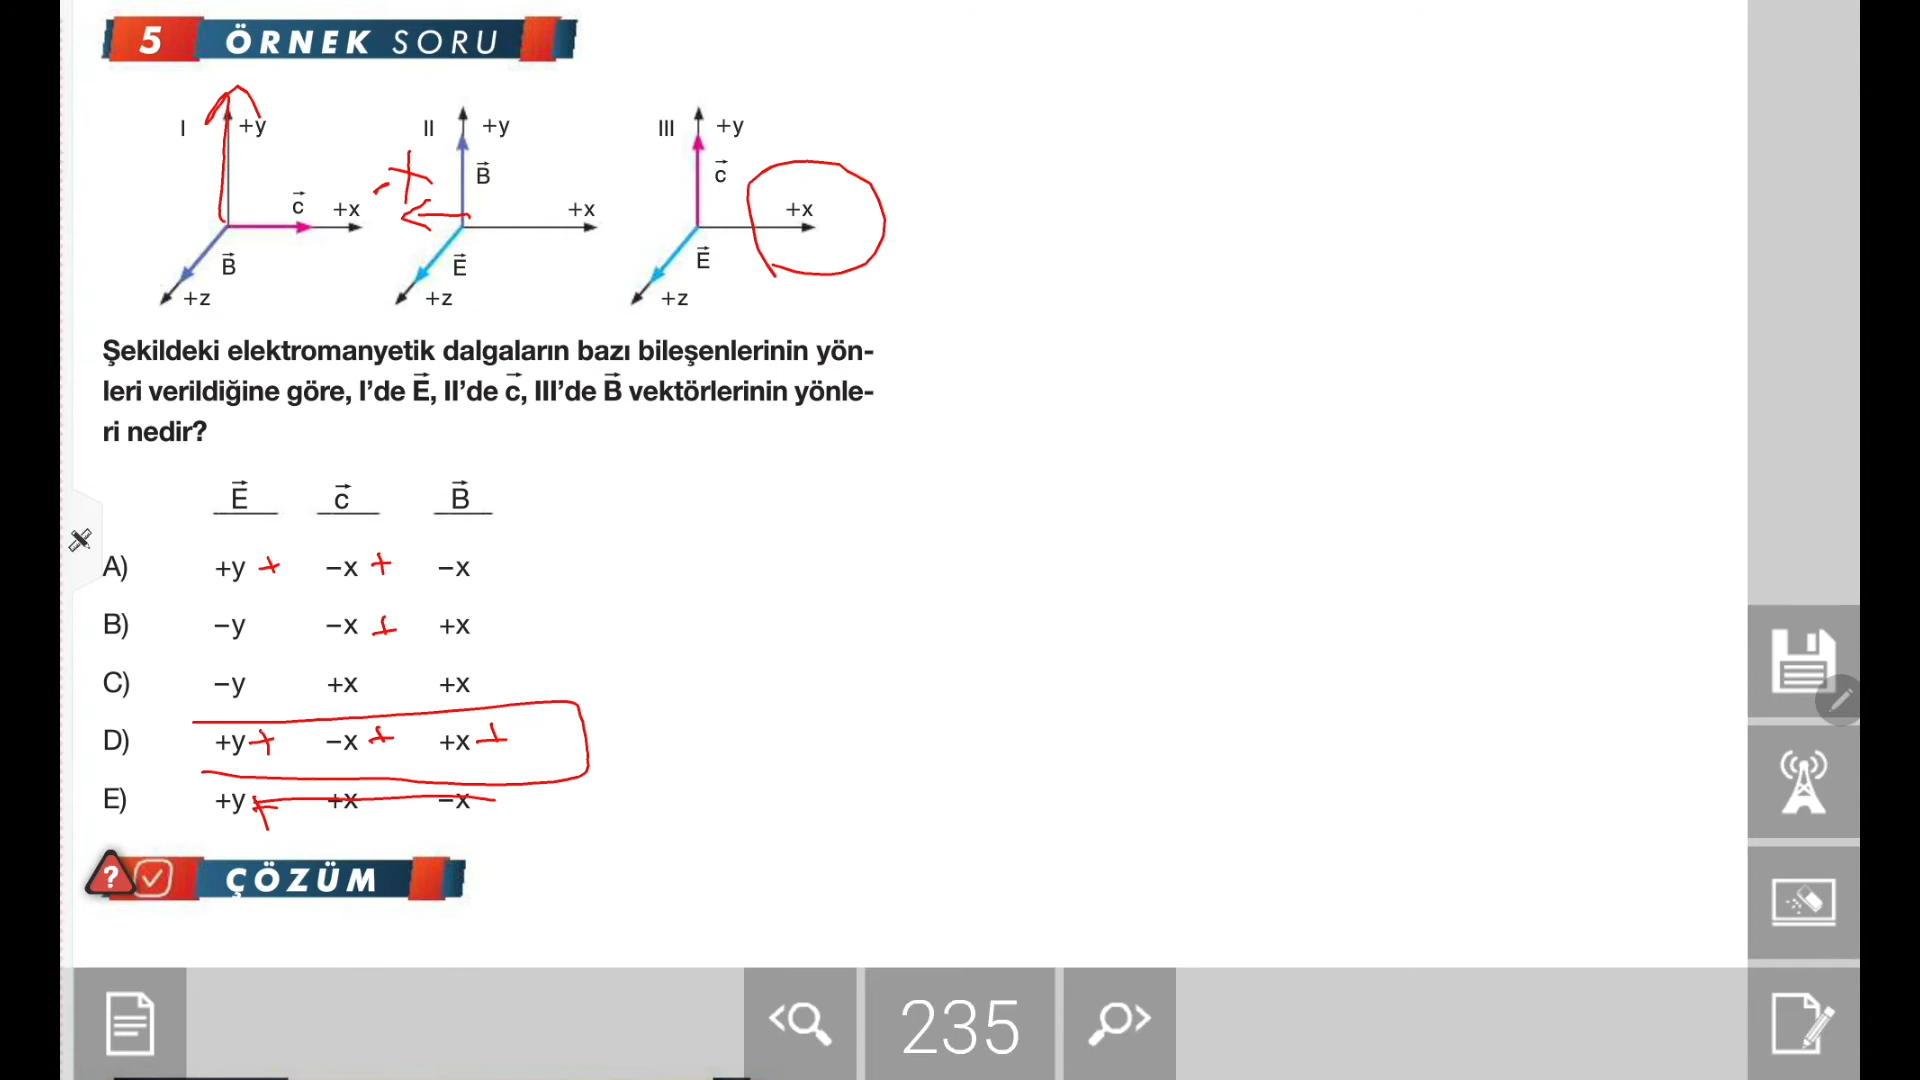 5 ÖRNEK SORU
I +y c⃗ +x B⃗ +z
-x
II +y B⃗ +x E⃗ +z
III +y c⃗ +x E⃗ +z
Şekildeki elektromanyetik dalgaların bazı bileşenlerinin yön-
leri verildiğine göre, I’de E⃗, II’de c⃗, III’de B⃗ vektörlerinin yönle-
ri nedir?
E⃗ c⃗ B⃗
A) +y + −x + −x
B) −y −x + +x
C) −y +x +x
D) +y + −x + +x +
E) +y +x −x
? ÇÖZÜM
235